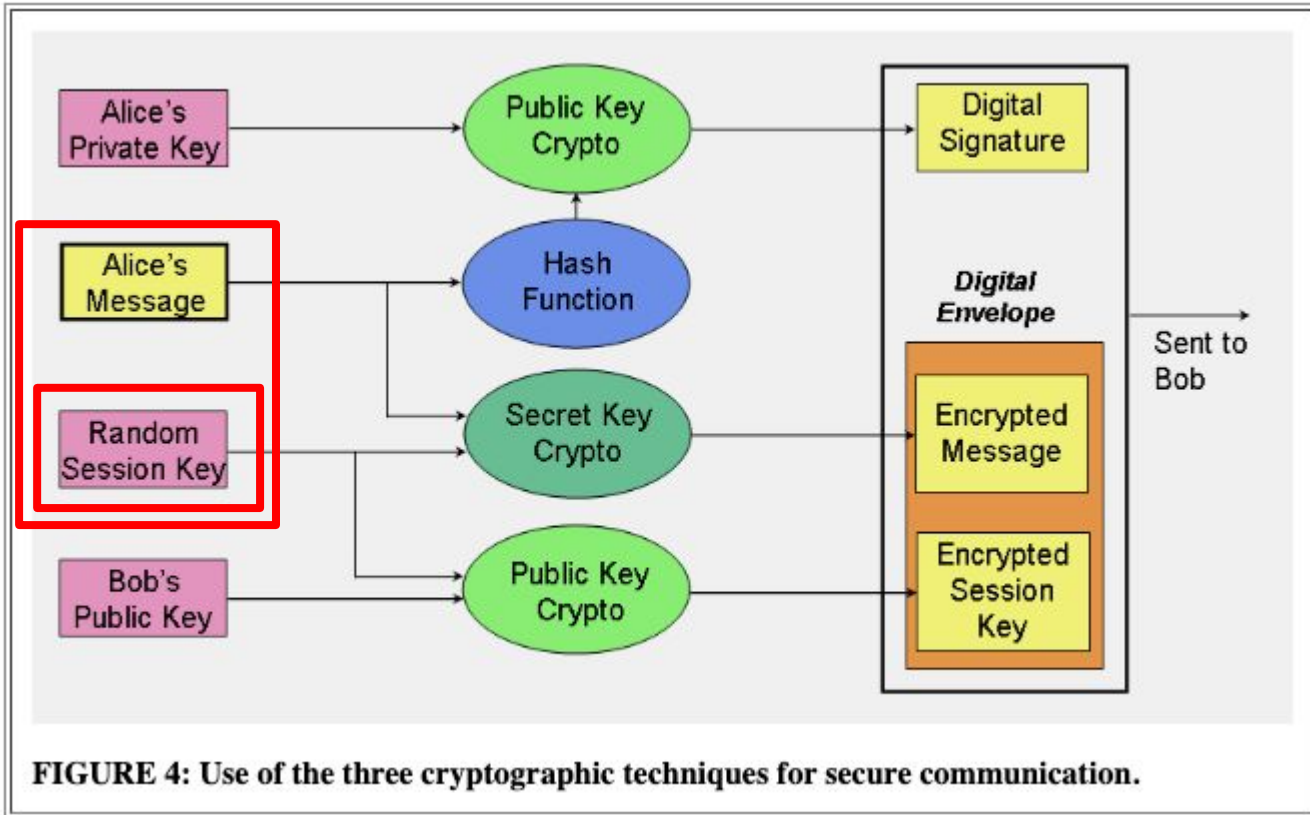 Alice's
Private Key
Public Key
Crypto
Digital
Signature
Alice's
Message
Hash
Function
Digital
Envelope
Sent to
Bob
Random
Session Key
Secret Key
Crypto
Encrypted
Message
Bob's
Public Key
Public Key
Crypto
Encrypted
Session
Key
FIGURE 4: Use of the three cryptographic techniques for secure communication.